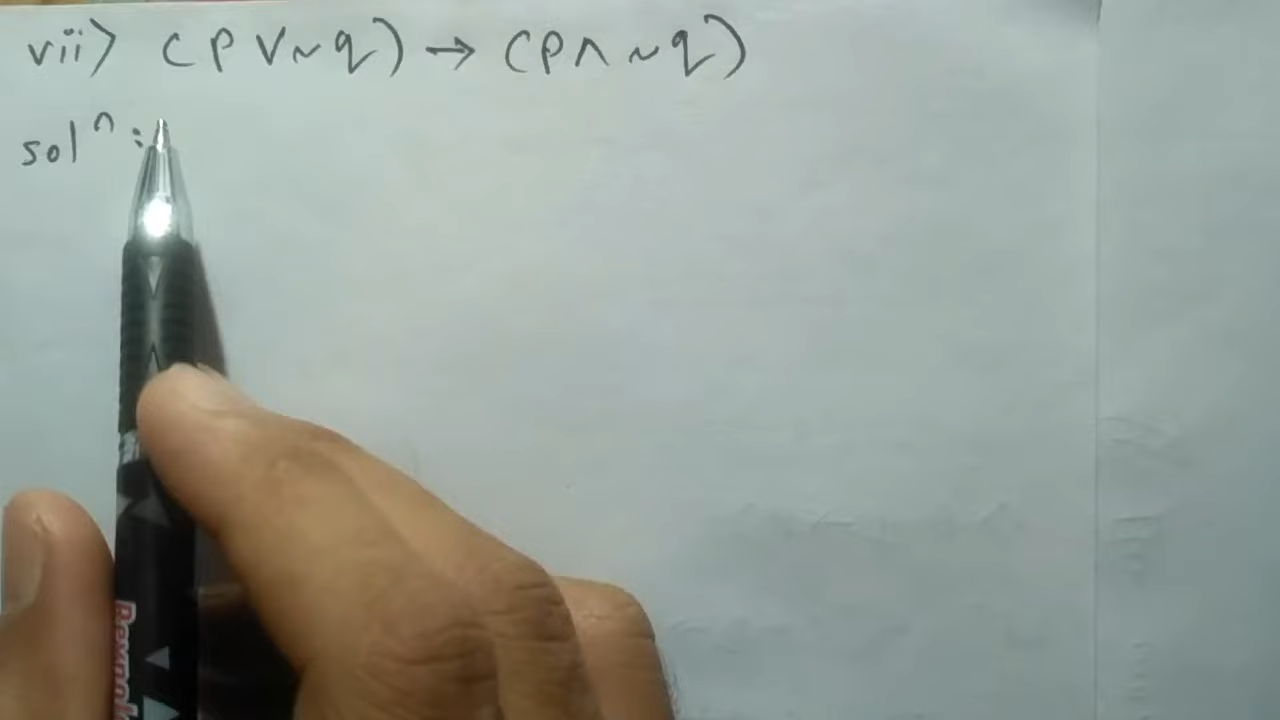 vii> (p ∨ ~ q) → (p ∧ ~ q)
solⁿ :